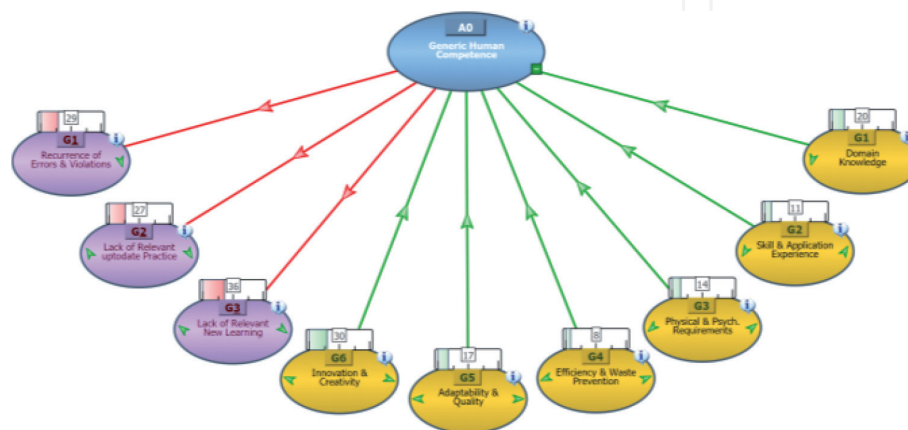 A0
Generic Human
Competence
29
G1
Recurrence of
Errors & Violations
27
G2
Lack of Relevant
uptodate Practice
36
G3
Lack of Relevant
New Learning
30
G6
Innovation &
Creativity
17
G5
Adaptability &
Quality
8
G4
Efficiency & Waste
Prevention
14
G3
Physical & Psych.
Requirements
11
G2
Skill & Application
Experience
20
G1
Domain
Knowledge